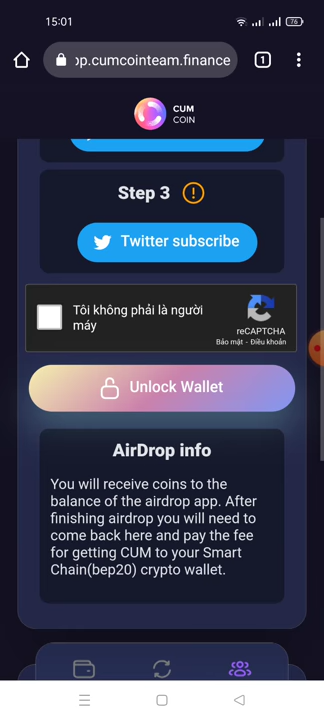 15:01
76
op.cumcointeam.finance
1
CUM
COIN
Step 3
Twitter subscribe
Tôi không phải là người
máy
reCAPTCHA
Bảo mật - Điều khoản
Unlock Wallet
AirDrop info
You will receive coins to the
balance of the airdrop app. After
finishing airdrop you will need to
come back here and pay the fee
for getting CUM to your Smart
Chain(bep20) crypto wallet.